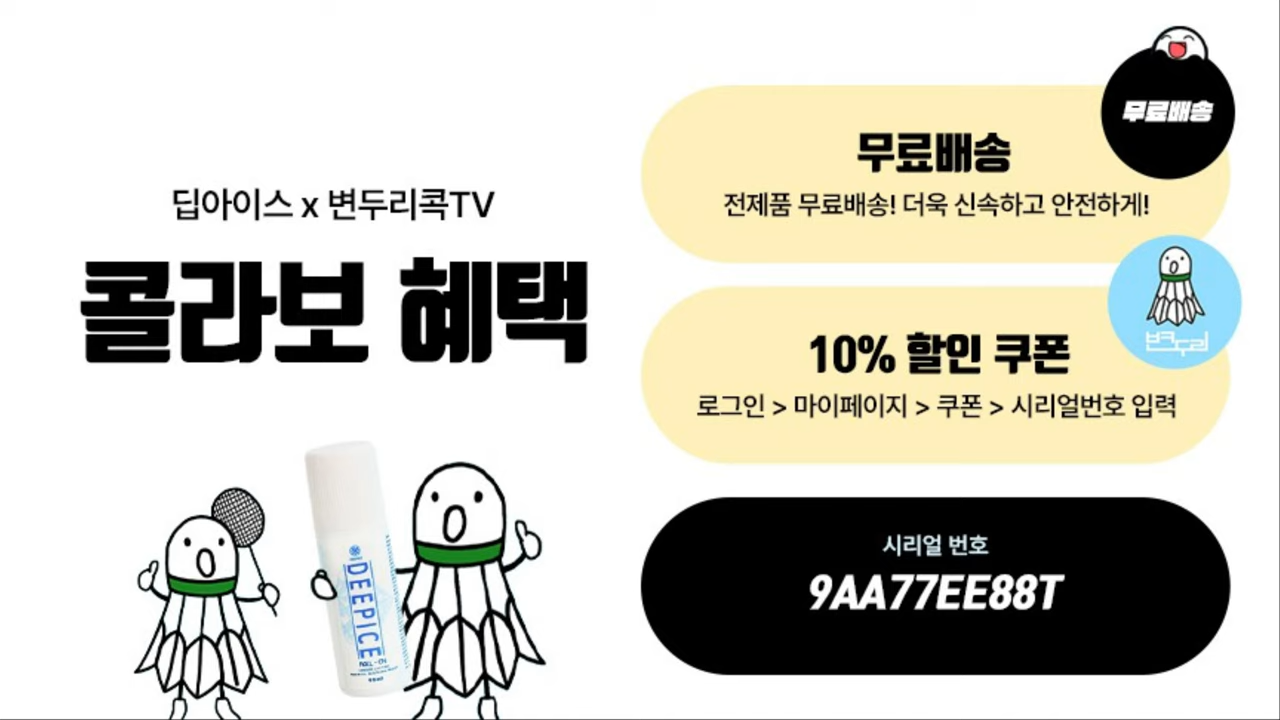 딥아이스 x 변두리콕TV
콜라보 혜택
무료배송
무료배송
전제품 무료배송! 더욱 신속하고 안전하게!
변두리
10% 할인 쿠폰
로그인 > 마이페이지 > 쿠폰 > 시리얼번호 입력
시리얼 번호
9AA77EE88T
DEEPICE
ROLL-ON